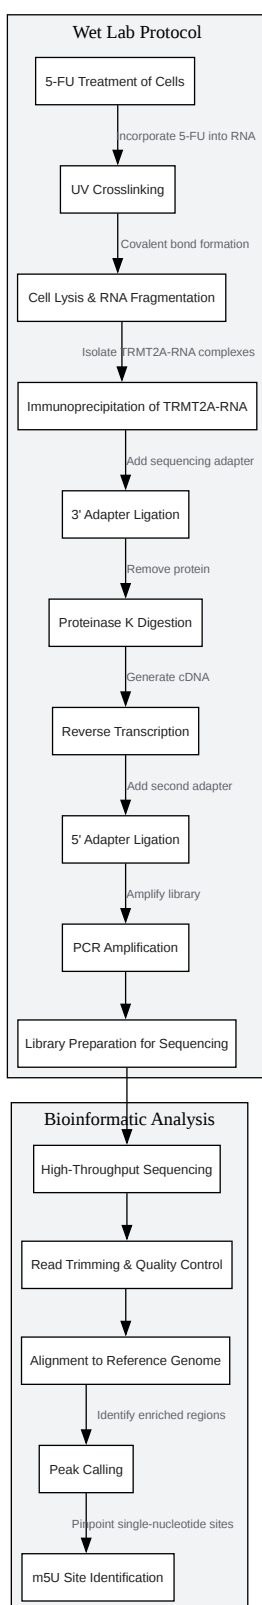 Wet Lab Protocol
5-FU Treatment of Cells
Incorporate 5-FU into RNA
UV Crosslinking
Covalent bond formation
Cell Lysis & RNA Fragmentation
Isolate TRMT2A-RNA complexes
Immunoprecipitation of TRMT2A-RNA
Add sequencing adapter
3' Adapter Ligation
Remove protein
Proteinase K Digestion
Generate cDNA
Reverse Transcription
Add second adapter
5' Adapter Ligation
Amplify library
PCR Amplification
Library Preparation for Sequencing
Bioinformatic Analysis
High-Throughput Sequencing
Read Trimming & Quality Control
Alignment to Reference Genome
Identify enriched regions
Peak Calling
Pinpoint single-nucleotide sites
m5U Site Identification